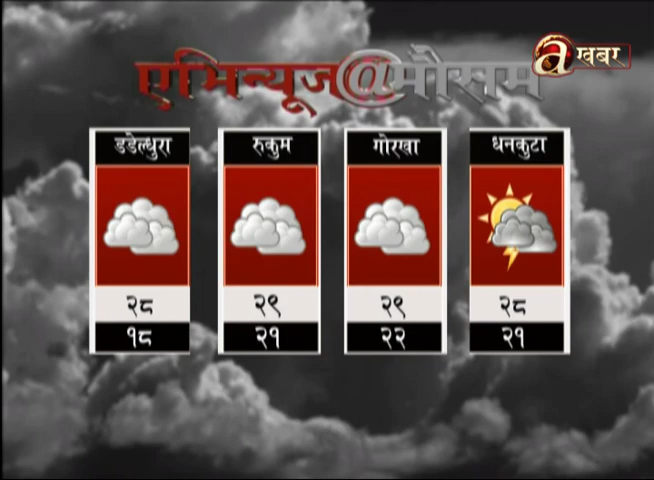 a खबर
एभिन्यूज@मौसम
डडेल्धुरा रुकुम गोरखा धनकुटा
२८ २९ २९ २८
१८ २१ २२ २१